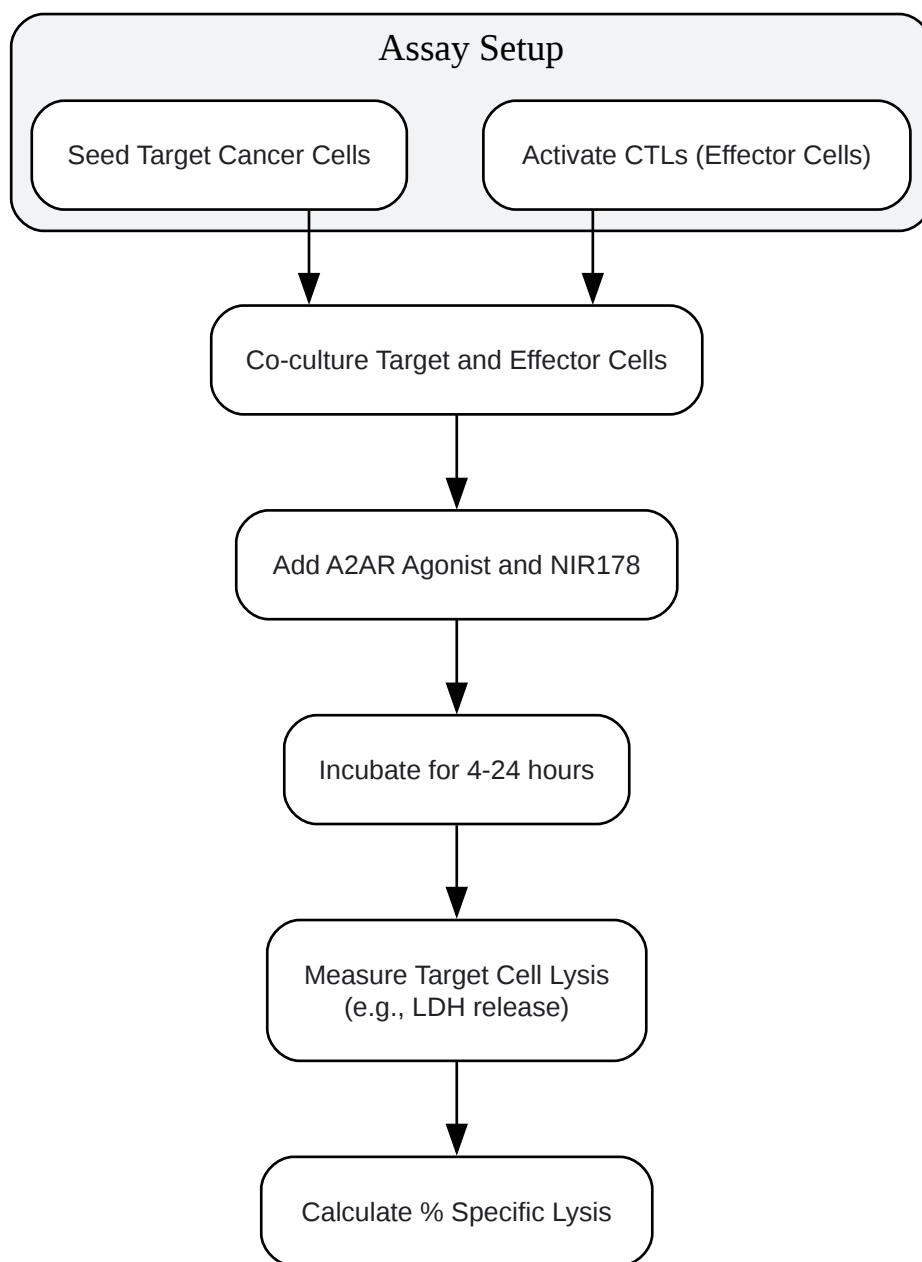 Assay Setup
Seed Target Cancer Cells
Activate CTLs (Effector Cells)
Co-culture Target and Effector Cells
Add A2AR Agonist and NIR178
Incubate for 4-24 hours
Measure Target Cell Lysis
(e.g., LDH release)
Calculate % Specific Lysis